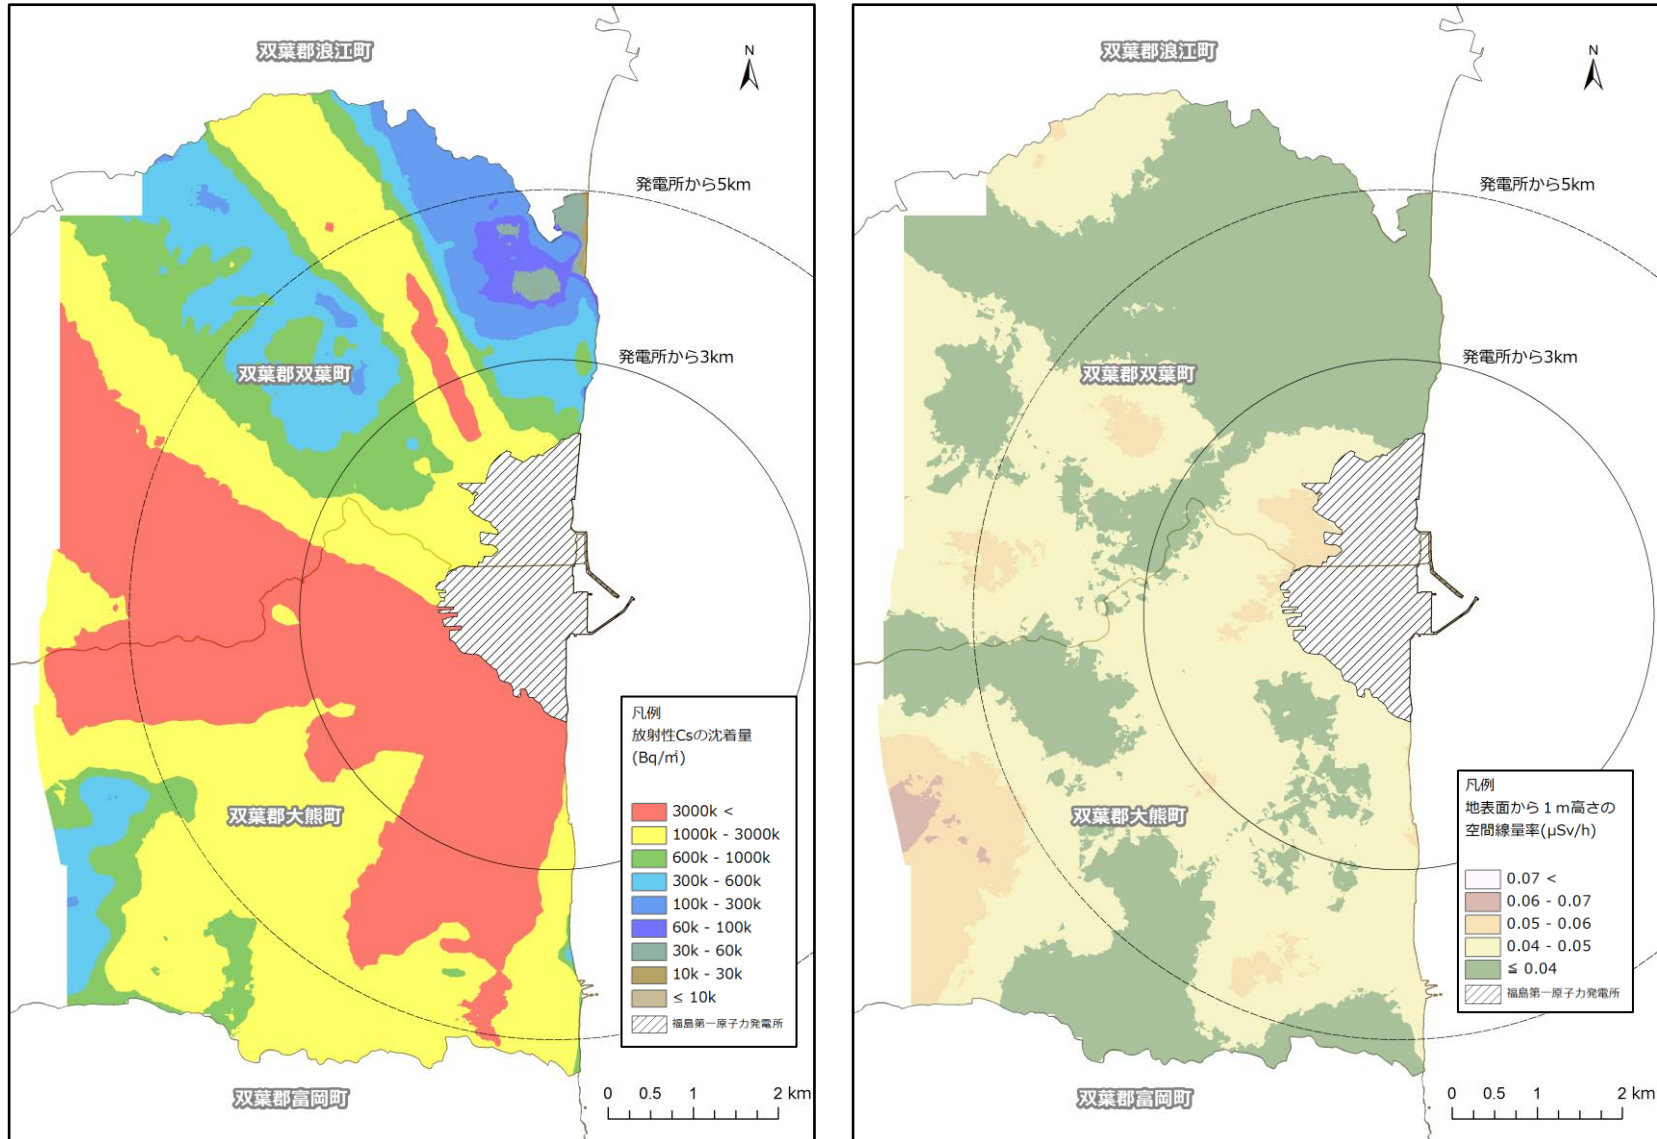 双葉郡浪江町
N
発電所から5km
発電所から3km
双葉郡双葉町
双葉郡大熊町
双葉郡富岡町
凡例
放射性Csの沈着量
(Bq/㎡)
3000k <
1000k - 3000k
600k - 1000k
300k - 600k
100k - 300k
60k - 100k
30k - 60k
10k - 30k
≤ 10k
福島第一原子力発電所
0 0.5 1 2 km
双葉郡浪江町
N
発電所から5km
発電所から3km
双葉郡双葉町
双葉郡大熊町
双葉郡富岡町
凡例
地表面から1m高さの
空間線量率(μSv/h)
0.07 <
0.06 - 0.07
0.05 - 0.06
0.04 - 0.05
≦ 0.04
福島第一原子力発電所
0 0.5 1 2 km